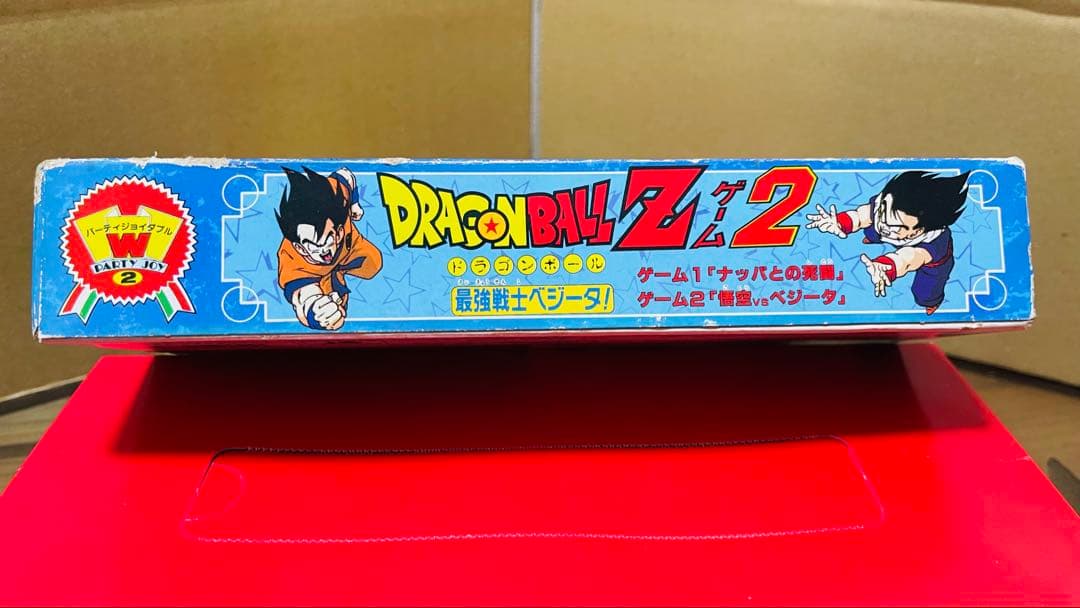 パーティジョイダブル
W
PARTY JOY
2
DRAGON BALL Z ゲーム 2
ドラゴンボール
最強戦士ベジータ!
ゲーム1「ナッパとの死闘」
ゲーム2「悟空vsベジータ」